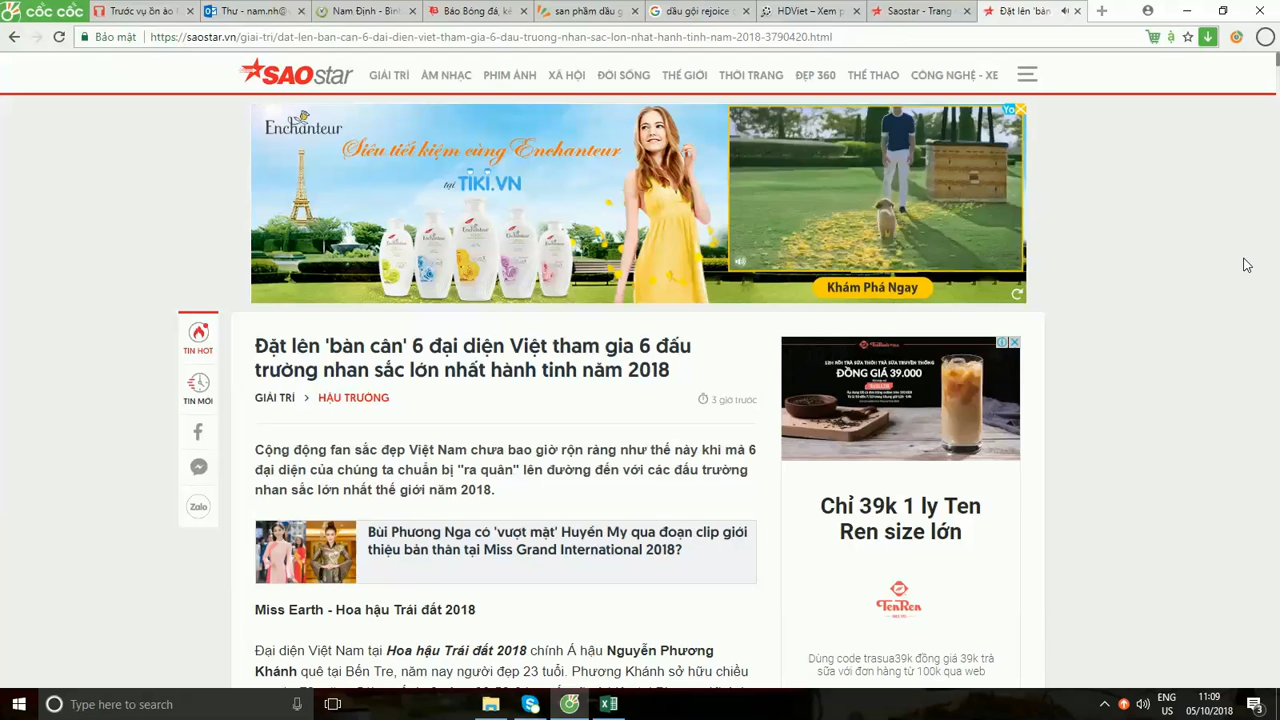 cốc cốc
Trước vụ ồn ào l
Thư - nam.nh@
Nam Định - Bình
Báo bóng đá, k
sản phẩm dầu g
dầu gội rejoice
HDViet – Xem p
Saostar - Trang
Đặt lên 'bàn
Bảo mật
https://saostar.vn/giai-tri/dat-len-ban-can-6-dai-dien-viet-tham-gia-6-dau-truong-nhan-sac-lon-nhat-hanh-tinh-nam-2018-3790420.html
SAOstar
GIẢI TRÍ ÂM NHẠC PHIM ẢNH XÃ HỘI ĐỜI SỐNG THẾ GIỚI THỜI TRANG ĐẸP 360 THỂ THAO CÔNG NGHỆ - XE
Enchanteur
Siêu tiết kiệm cùng Enchanteur
tại TIKI.VN
Khám Phá Ngay
TIN HOT
TIN MỚI
Zalo
Đặt lên 'bàn cân' 6 đại diện Việt tham gia 6 đấu
trường nhan sắc lớn nhất hành tinh năm 2018
GIẢI TRÍ > HẬU TRƯỜNG
3 giờ trước
Cộng đồng fan sắc đẹp Việt Nam chưa bao giờ rộn ràng như thế này khi mà 6
đại diện của chúng ta chuẩn bị "ra quân" lên đường đến với các đấu trường
nhan sắc lớn nhất thế giới năm 2018.
Bùi Phương Nga có 'vượt mặt' Huyền My qua đoạn clip giới
thiệu bản thân tại Miss Grand International 2018?
Miss Earth - Hoa hậu Trái đất 2018
Đại diện Việt Nam tại Hoa hậu Trái đất 2018 chính Á hậu Nguyễn Phương
Khánh quê tại Bến Tre, năm nay người đẹp 23 tuổi. Phương Khánh sở hữu chiều
ĐỒNG GIÁ 39.000
Chỉ 39k 1 ly Ten
Ren size lớn
TenRen
Dùng code trasua39k đồng giá 39k trà
sữa với đơn hàng từ 100k qua web
Type here to search
ENG
US
11:09
05/10/2018
3